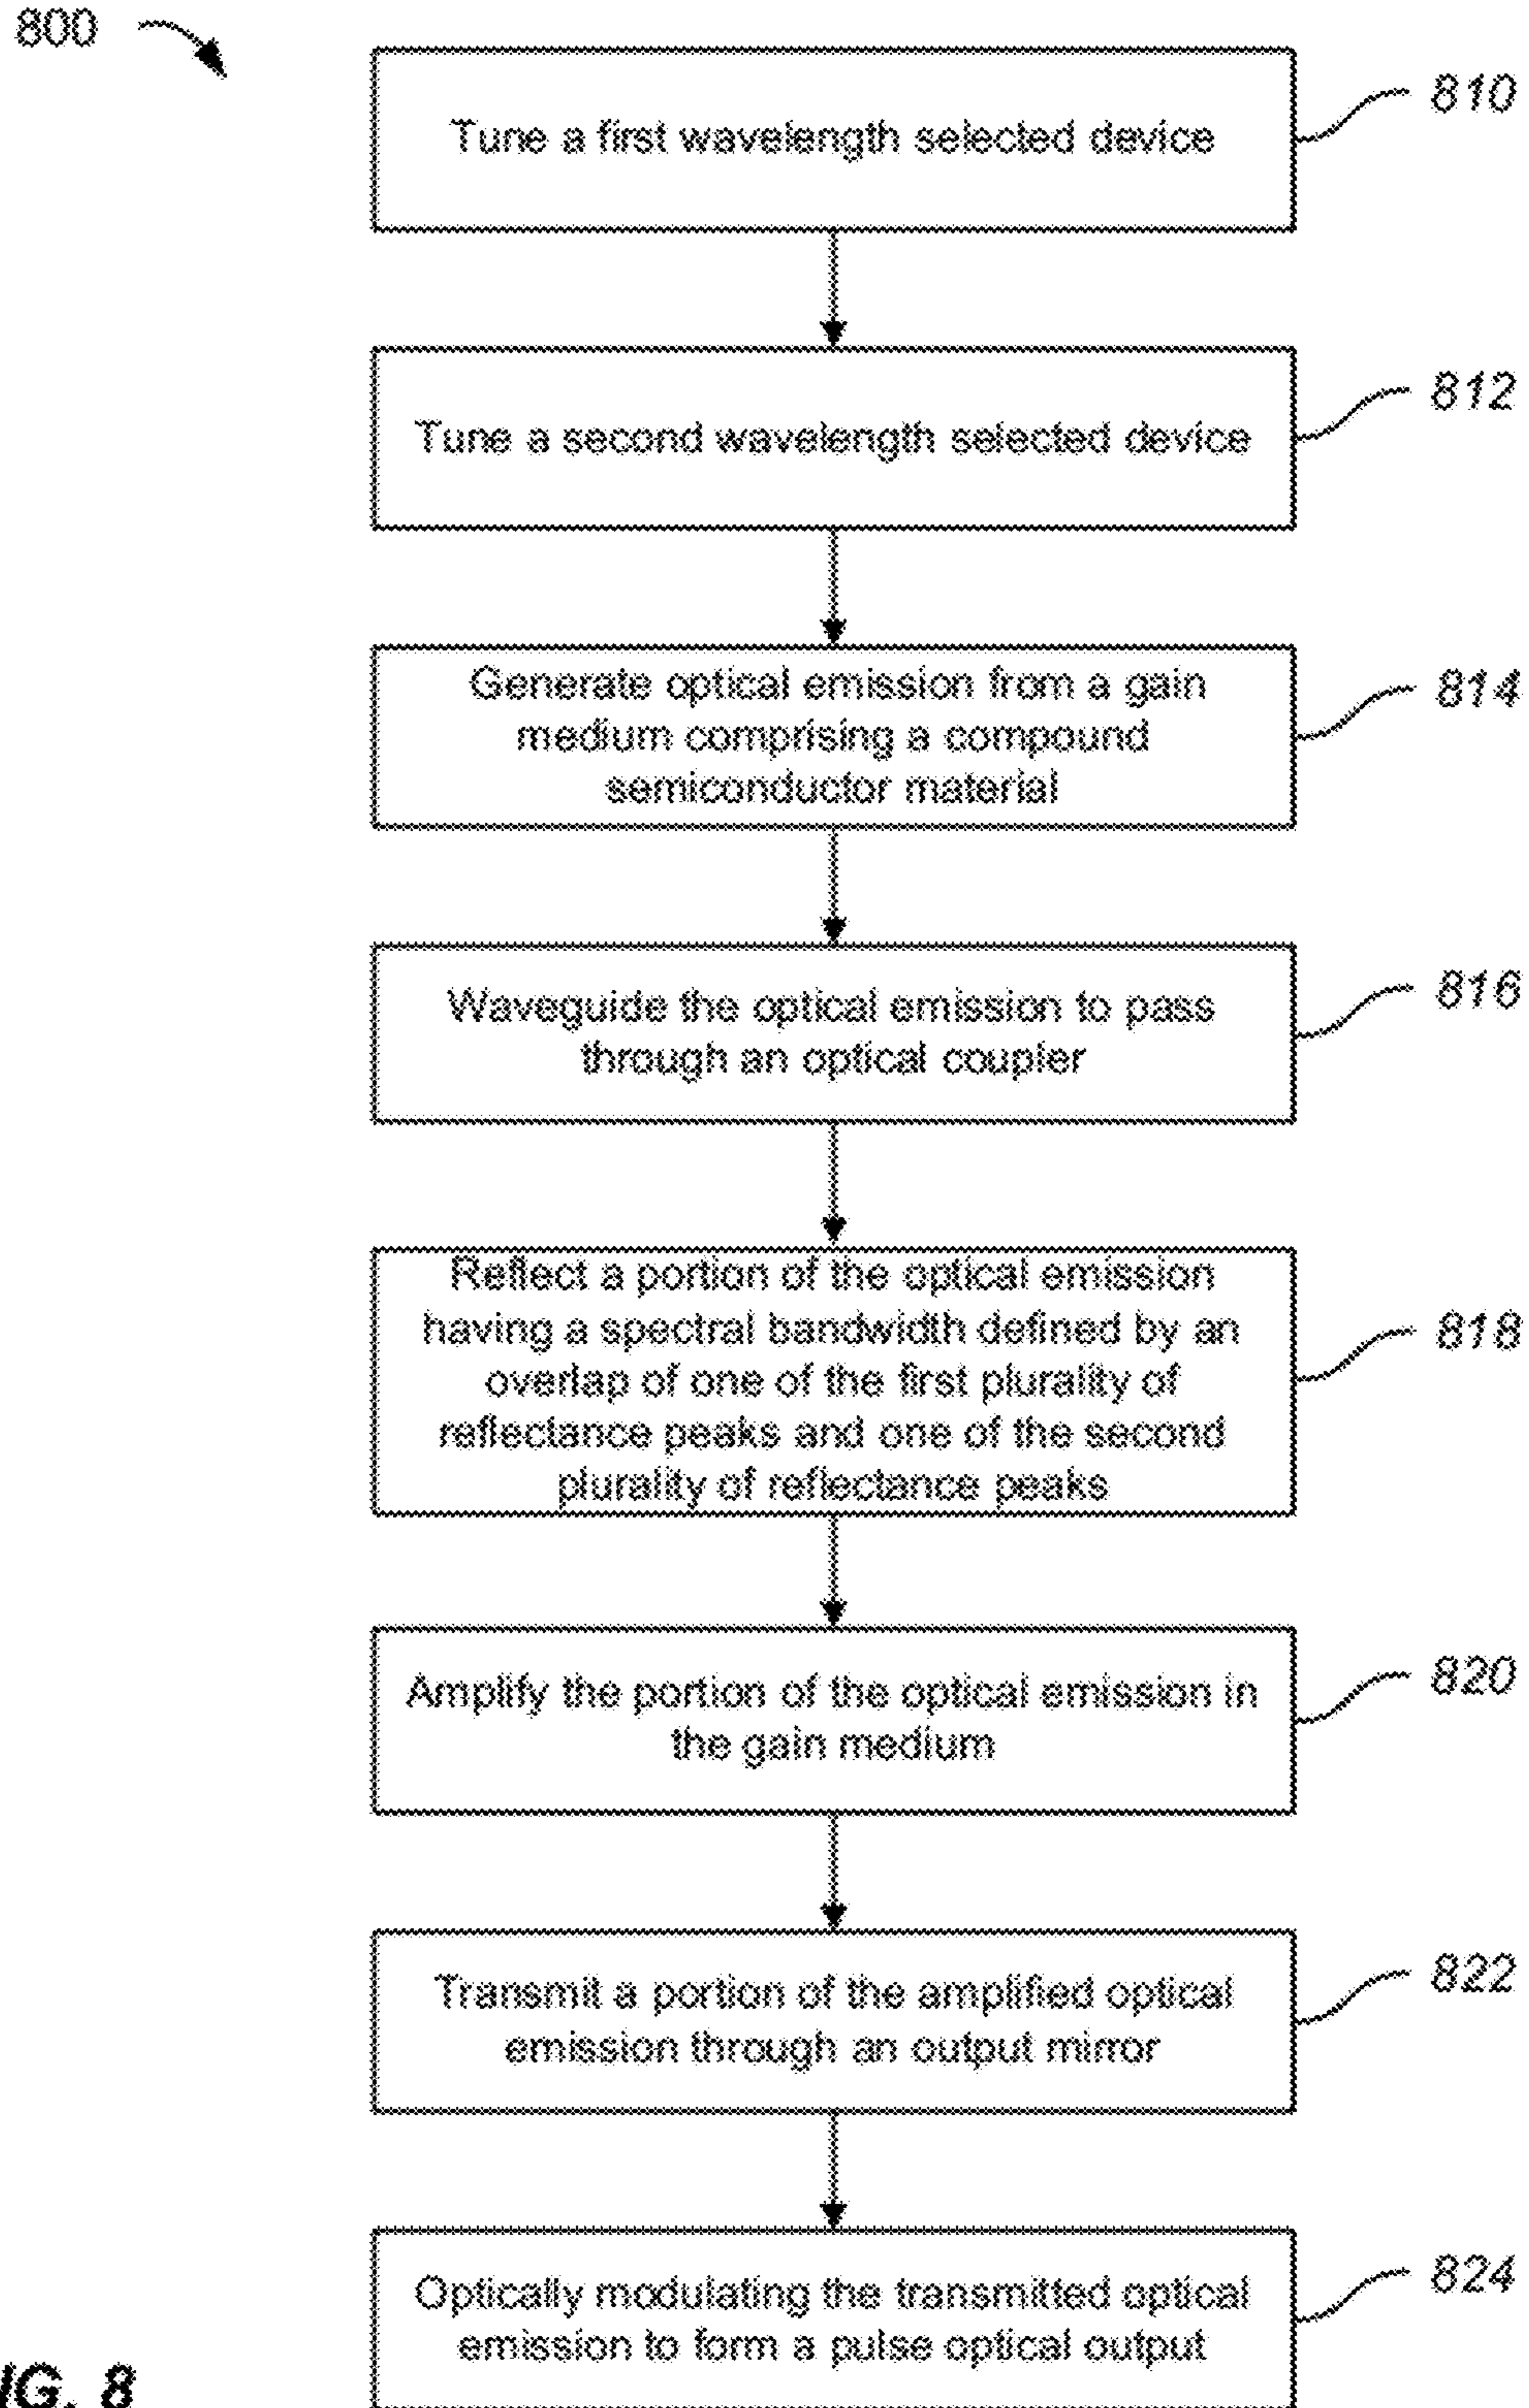 800
Tune a first wavelength selected device
810
Tune a second wavelength selected device
812
Generate optical emission from a gain
medium comprising a compound
semiconductor material
814
Waveguide the optical emission to pass
through an optical coupler
816
Reflect a portion of the optical emission
having a spectral bandwidth defined by an
overlap of one of the first plurality of
reflectance peaks and one of the second
plurality of reflectance peaks
818
Amplify the portion of the optical emission in
the gain medium
820
Transmit a portion of the amplified optical
emission through an output mirror
822
Optically modulating the transmitted optical
emission to form a pulse optical output
824
IG. 8